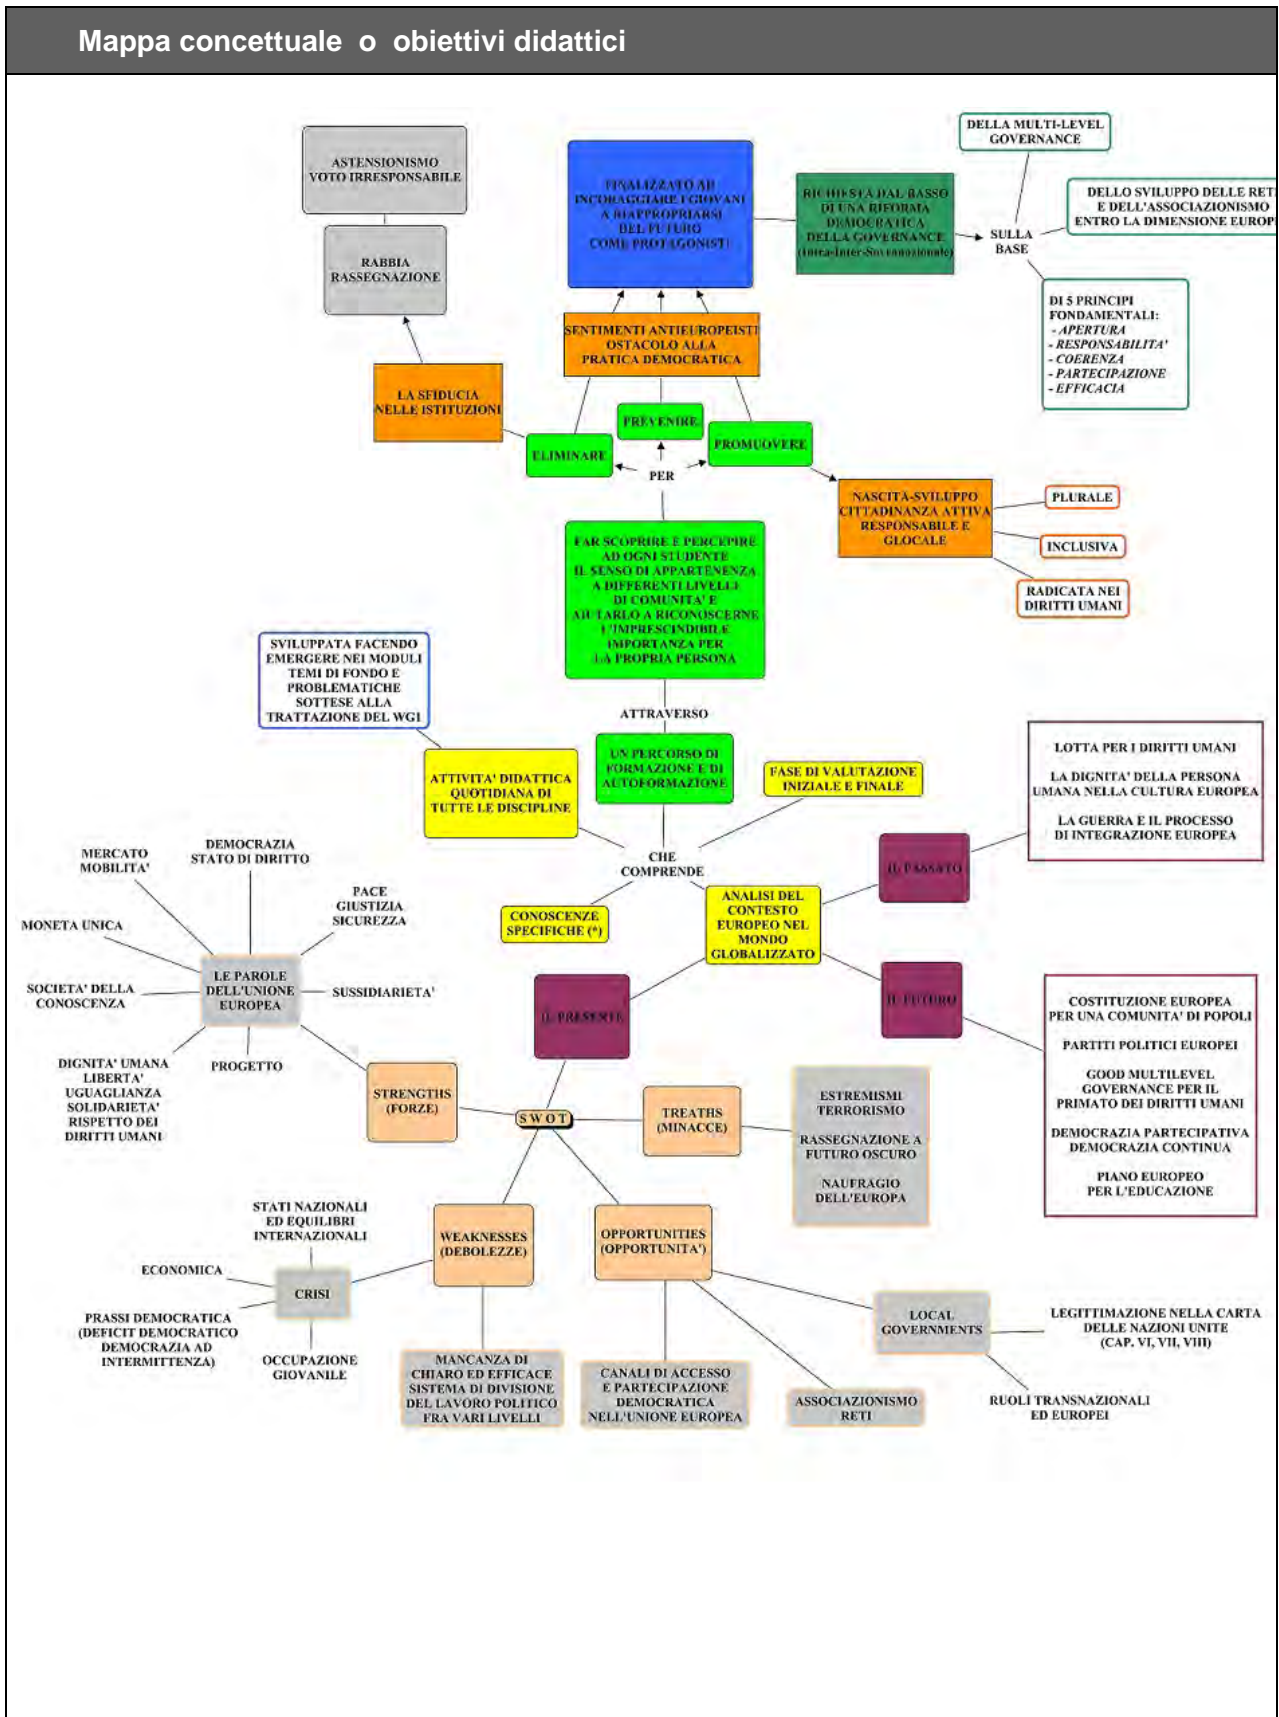 Mappa concettuale o obiettivi didattici
DELLA MULTI-LEVEL
GOVERNANCE
ASTENSIONISMO
VOTO IRRESPONSABILE
FINALIZZATO AD
INCORAGGIARE I GIOVANI
A RIAPPROPRIARSI
DEL FUTURO
COME PROTAGONISTI
RICHIESTA DAL BASSO
DI UNA RIFORMA
DEMOCRATICA
DELLA GOVERNANCE
(Intra-Inter-Sovranazionale)
DELLO SVILUPPO DELLE RETI
E DELL'ASSOCIAZIONISMO
ENTRO LA DIMENSIONE EUROPE
SULLA
BASE
RABBIA
RASSEGNAZIONE
DI 5 PRINCIPI
FONDAMENTALI:
- APERTURA
- RESPONSABILITA'
- COERENZA
- PARTECIPAZIONE
- EFFICACIA
SENTIMENTI ANTIEUROPEISTI
OSTACOLO ALLA
PRATICA DEMOCRATICA
LA SFIDUCIA
NELLE ISTITUZIONI
PREVENIRE
ELIMINARE
PROMUOVERE
PER
NASCITA-SVILUPPO
CITTADINANZA ATTIVA
RESPONSABILE E
GLOCALE
PLURALE
INCLUSIVA
RADICATA NEI
DIRITTI UMANI
FAR SCOPRIRE E PERCEPIRE
AD OGNI STUDENTE
IL SENSO DI APPARTENENZA
A DIFFERENTI LIVELLI
DI COMUNITA' E
AIUTARLO A RICONOSCERNE
L'IMPRESCINDIBILE
IMPORTANZA PER
LA PROPRIA PERSONA
SVILUPPATA FACENDO
EMERGERE NEI MODULI
TEMI DI FONDO E
PROBLEMATICHE
SOTTESE ALLA
TRATTAZIONE DEL WG1
ATTRAVERSO
UN PERCORSO DI
FORMAZIONE E DI
AUTOFORMAZIONE
ATTIVITA' DIDATTICA
QUOTIDIANA DI
TUTTE LE DISCIPLINE
FASE DI VALUTAZIONE
INIZIALE E FINALE
LOTTA PER I DIRITTI UMANI
LA DIGNITA' DELLA PERSONA
UMANA NELLA CULTURA EUROPEA
LA GUERRA E IL PROCESSO
DI INTEGRAZIONE EUROPEA
CHE
COMPRENDE
IL PASSATO
CONOSCENZE
SPECIFICHE (*)
ANALISI DEL
CONTESTO
EUROPEO NEL
MONDO
GLOBALIZZATO
MERCATO
MOBILITA'
DEMOCRAZIA
STATO DI DIRITTO
PACE
GIUSTIZIA
SICUREZZA
MONETA UNICA
LE PAROLE
DELL'UNIONE
EUROPEA
SOCIETA' DELLA
CONOSCENZA
SUSSIDIARIETA'
DIGNITA' UMANA
LIBERTA'
UGUAGLIANZA
SOLIDARIETA'
RISPETTO DEI
DIRITTI UMANI
PROGETTO
IL PRESENTE
IL FUTURO
COSTITUZIONE EUROPEA
PER UNA COMUNITA' DI POPOLI
PARTITI POLITICI EUROPEI
GOOD MULTILEVEL
GOVERNANCE PER IL
PRIMATO DEI DIRITTI UMANI
DEMOCRAZIA PARTECIPATIVA
DEMOCRAZIA CONTINUA
PIANO EUROPEO
PER L'EDUCAZIONE
STRENGTHS
(FORZE)
S W O T
TREATHS
(MINACCE)
ESTREMISMI
TERRORISMO
RASSEGNAZIONE A
FUTURO OSCURO
NAUFRAGIO
DELL'EUROPA
STATI NAZIONALI
ED EQUILIBRI
INTERNAZIONALI
WEAKNESSES
(DEBOLEZZE)
OPPORTUNITIES
(OPPORTUNITA')
ECONOMICA
CRISI
PRASSI DEMOCRATICA
(DEFICIT DEMOCRATICO
DEMOCRAZIA AD
INTERMITTENZA)
OCCUPAZIONE
GIOVANILE
MANCANZA DI
CHIARO ED EFFICACE
SISTEMA DI DIVISIONE
DEL LAVORO POLITICO
FRA VARI LIVELLI
CANALI DI ACCESSO
E PARTECIPAZIONE
DEMOCRATICA
NELL'UNIONE EUROPEA
ASSOCIAZIONISMO
RETI
LOCAL
GOVERNMENTS
LEGITTIMAZIONE NELLA CARTA
DELLE NAZIONI UNITE
(CAP. VI, VII, VIII)
RUOLI TRANSNAZIONALI
ED EUROPEI